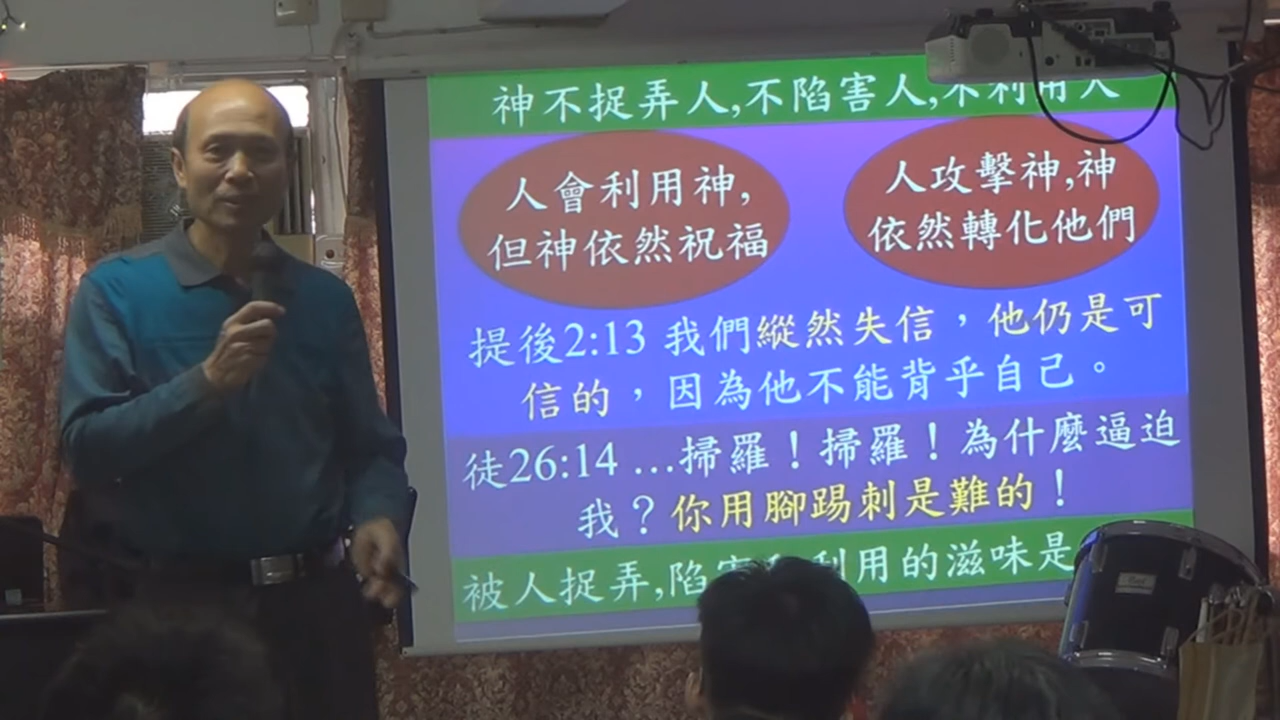 神不捉弄人,不陷害人,不利用人
人會利用神,
但神依然祝福
人攻擊神,神
依然轉化他們
提後2:13 我們縱然失信，他仍是可
信的，因為他不能背乎自己。
徒26:14 …掃羅！掃羅！為什麼逼迫
我？你用腳踢刺是難的！
被人捉弄,陷害 利用的滋味是